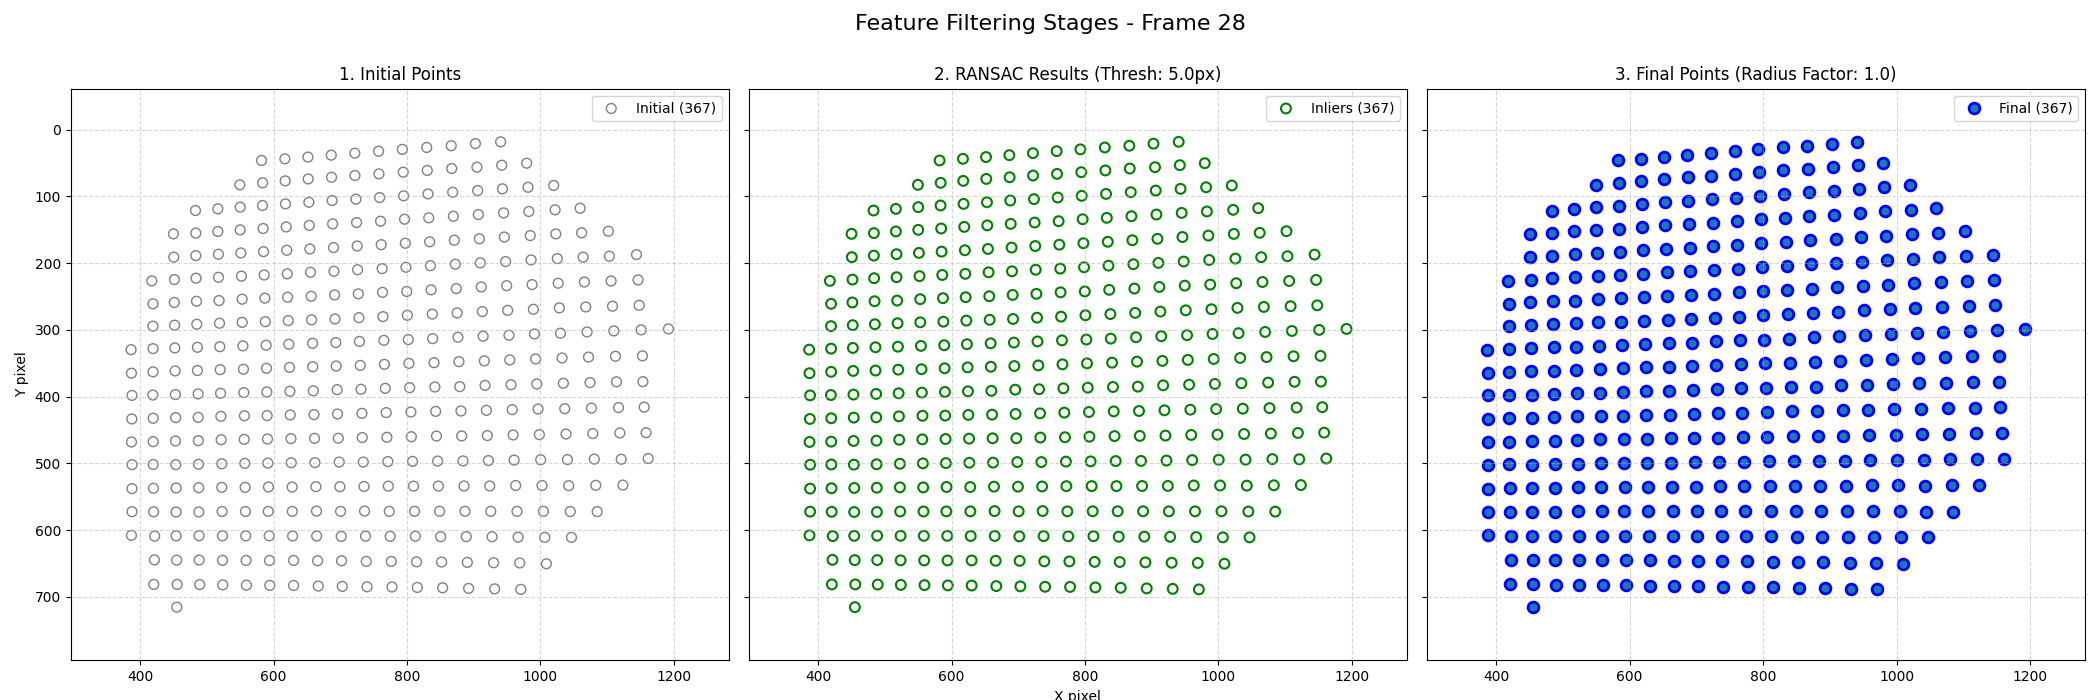 Feature Filtering Stages - Frame 28
1. Initial Points
2. RANSAC Results (Thresh: 5.0px)
3. Final Points (Radius Factor: 1.0)
Initial (367)
Inliers (367)
Final (367)
0
100
200
300
400
500
600
700
Y pixel
400
600
800
1000
1200
400
600
800
1000
1200
400
600
800
1000
1200
X pixel